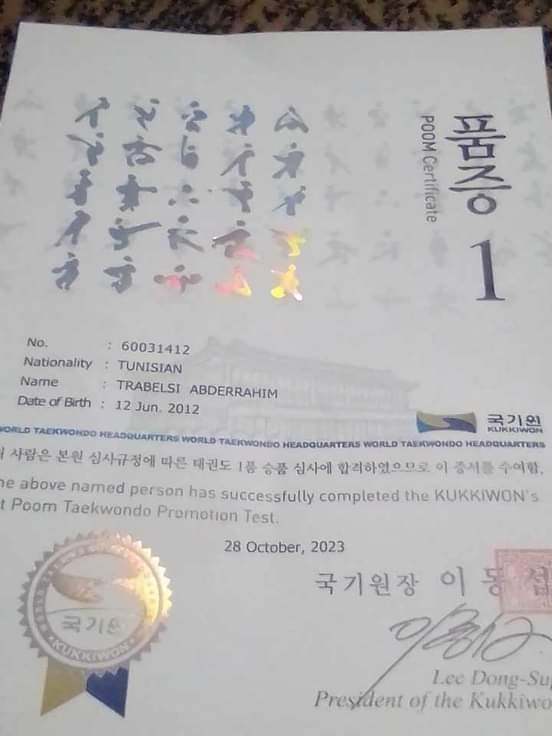 품증
POOM Certificate
1
No. : 60031412
Nationality : TUNISIAN
Name : TRABELSI ABDERRAHIM
Date of Birth : 12 Jun. 2012
국기원
KUKKIWON
WORLD TAEKWONDO HEADQUARTERS WORLD TAEKWONDO HEADQUARTERS WORLD TAEKWONDO HEADQUARTERS
사람은 본원 심사규정에 따른 태권도 1품 승품 심사에 합격하였으므로 이 증서를 수여함.
above named person has successfully completed the KUKKIWON's
Poom Taekwondo Promotion Test.
28 October, 2023
국기원장 이동섭
국기원
KUKKIWON
Lee Dong-Su
President of the Kukkiwo